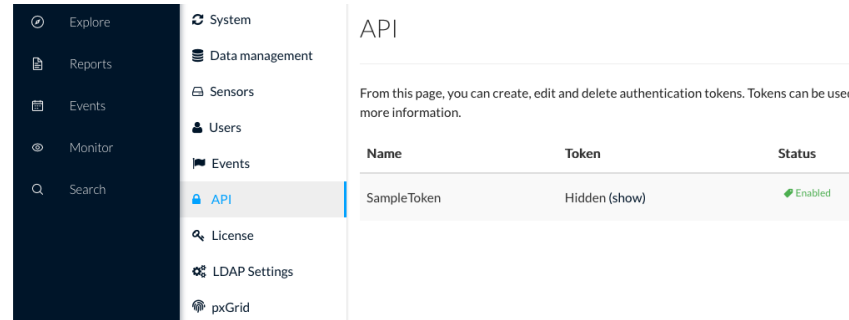 Explore
Reports
Events
Monitor
Search
System
Data management
Sensors
Users
Events
API
License
LDAP Settings
pxGrid
API
From this page, you can create, edit and delete authentication tokens. Tokens can be used
more information.
Name Token Status
SampleToken Hidden (show) Enabled